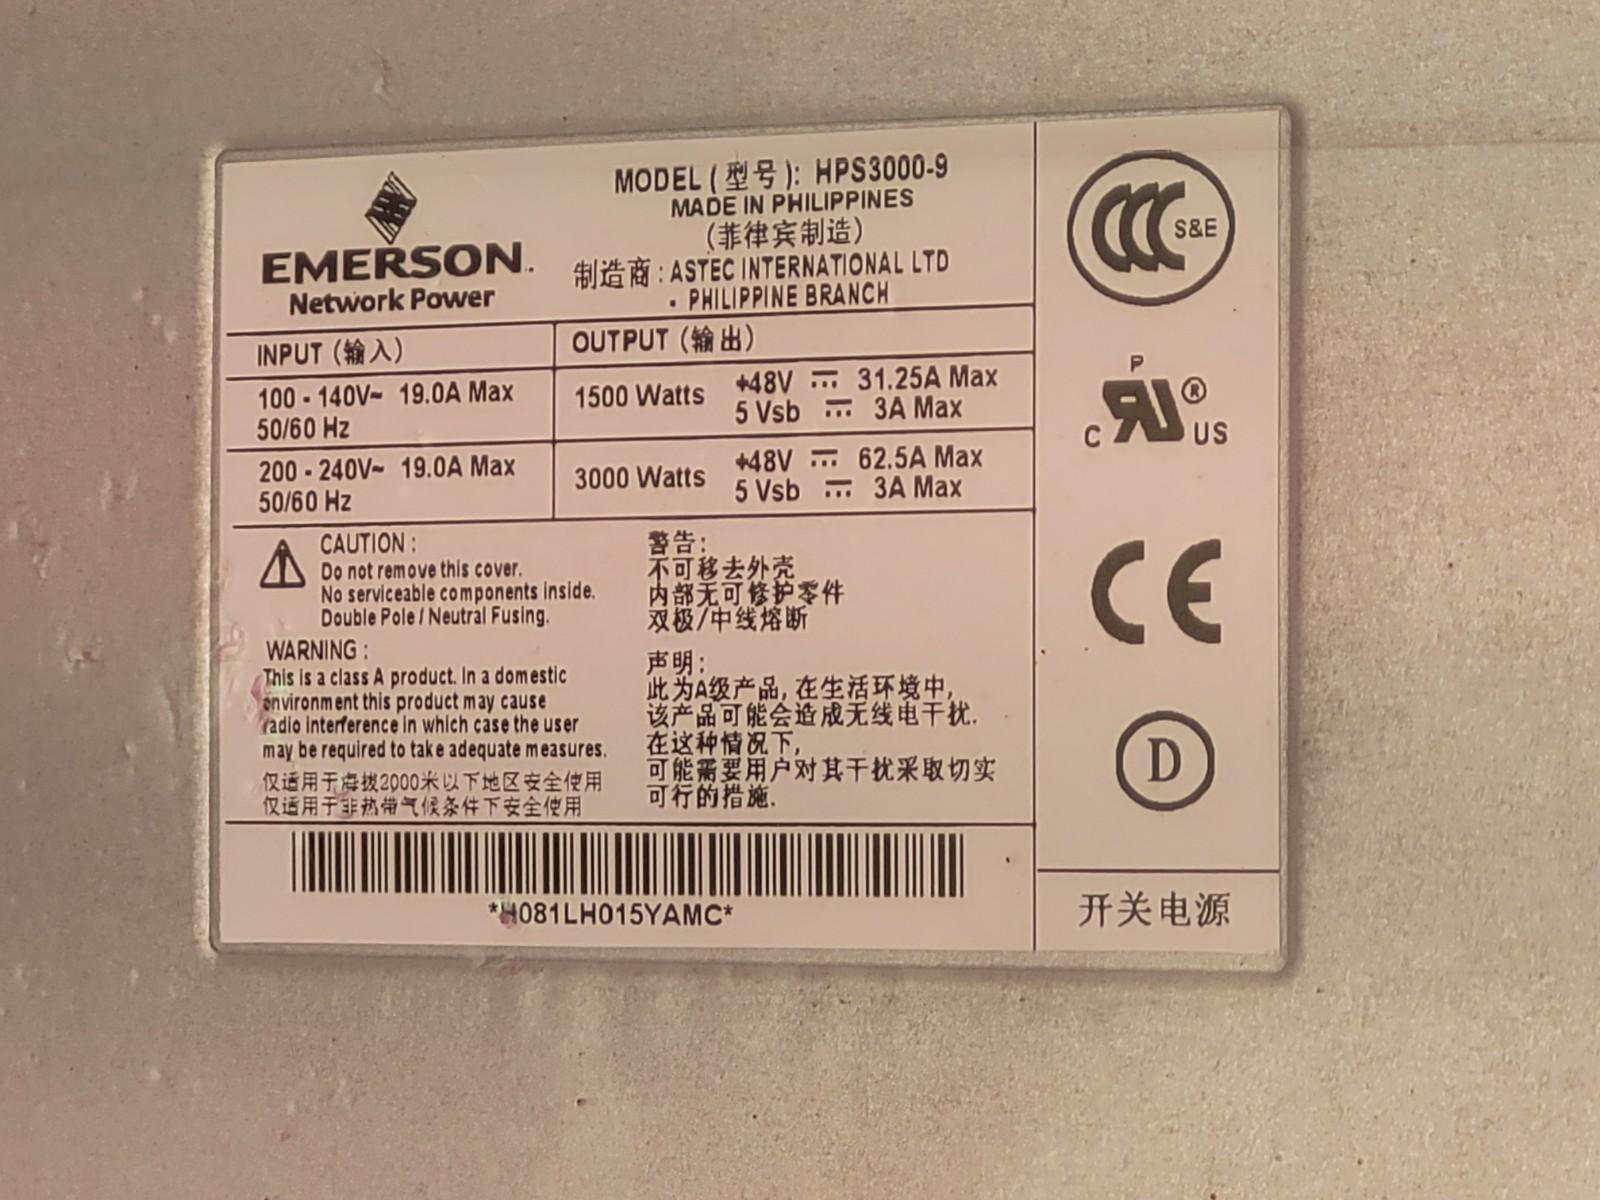 EMERSON
Network Power
MODEL (型号): HPS3000-9
MADE IN PHILIPPINES
(菲律宾制造)
制造商: ASTEC INTERNATIONAL LTD
. PHILIPPINE BRANCH
INPUT (输入)
OUTPUT (输出)
100 - 140V~ 19.0A Max
50/60 Hz
1500 Watts +48V ⎓ 31.25A Max
5 Vsb ⎓ 3A Max
200 - 240V~ 19.0A Max
50/60 Hz
3000 Watts +48V ⎓ 62.5A Max
5 Vsb ⎓ 3A Max
CAUTION :
Do not remove this cover.
No serviceable components inside.
Double Pole / Neutral Fusing.
WARNING :
This is a class A product. In a domestic
environment this product may cause
radio interference in which case the user
may be required to take adequate measures.
仅适用于海拔2000米以下地区安全使用
仅适用于非热带气候条件下安全使用
警告:
不可移去外壳
内部无可修护零件
双极/中线熔断
声明:
此为A级产品, 在生活环境中,
该产品可能会造成无线电干扰.
在这种情况下,
可能需要用户对其干扰采取切实
可行的措施.
*H081LH015YAMC*
CCC S&E
P
C RU ® US
CE
D
开关电源